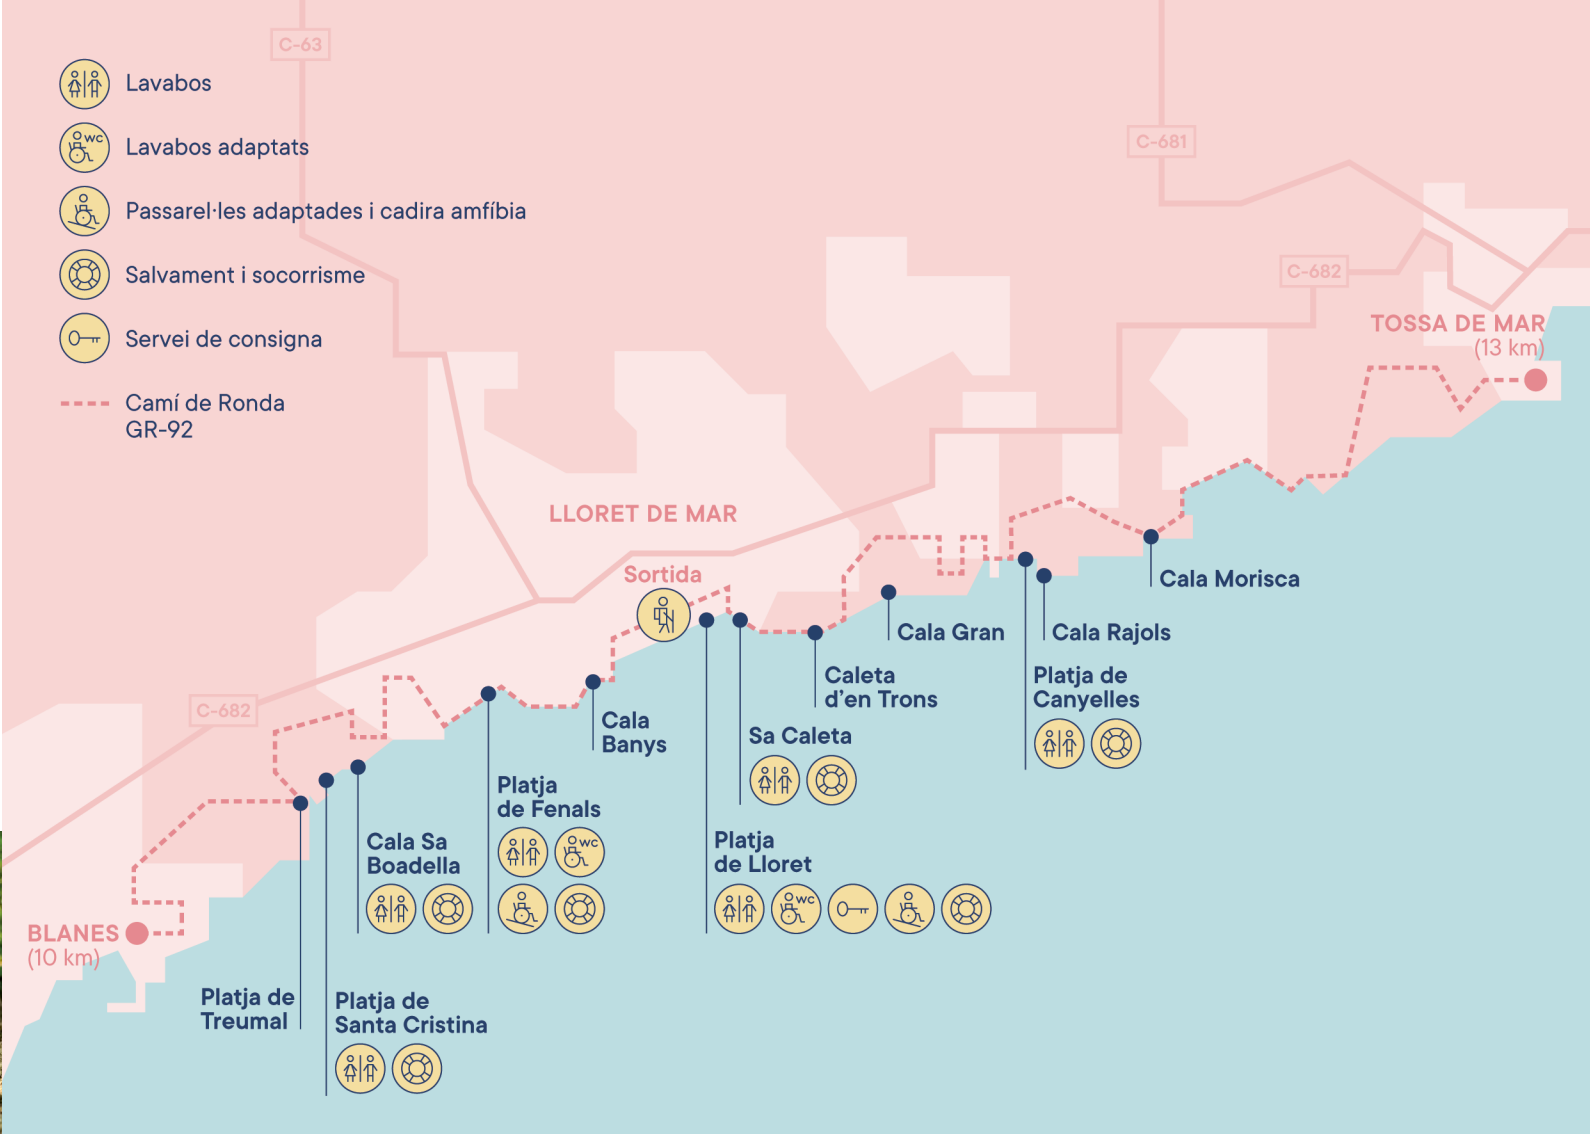 C-63
Lavabos
WC
Lavabos adaptats
Passarel·les adaptades i cadira amfíbia
Salvament i socorrisme
Servei de consigna
Camí de Ronda
GR-92
C-681
C-682
TOSSA DE MAR
(13 km)
LLORET DE MAR
Sortida
Cala Morisca
Cala Gran
Cala Rajols
Caleta
d'en Trons
Platja de
Canyelles
C-682
Cala
Banys
Sa Caleta
Platja
de Fenals
WC
Cala Sa
Boadella
Platja
de Lloret
WC
BLANES
(10 km)
Platja de
Treumal
Platja de
Santa Cristina